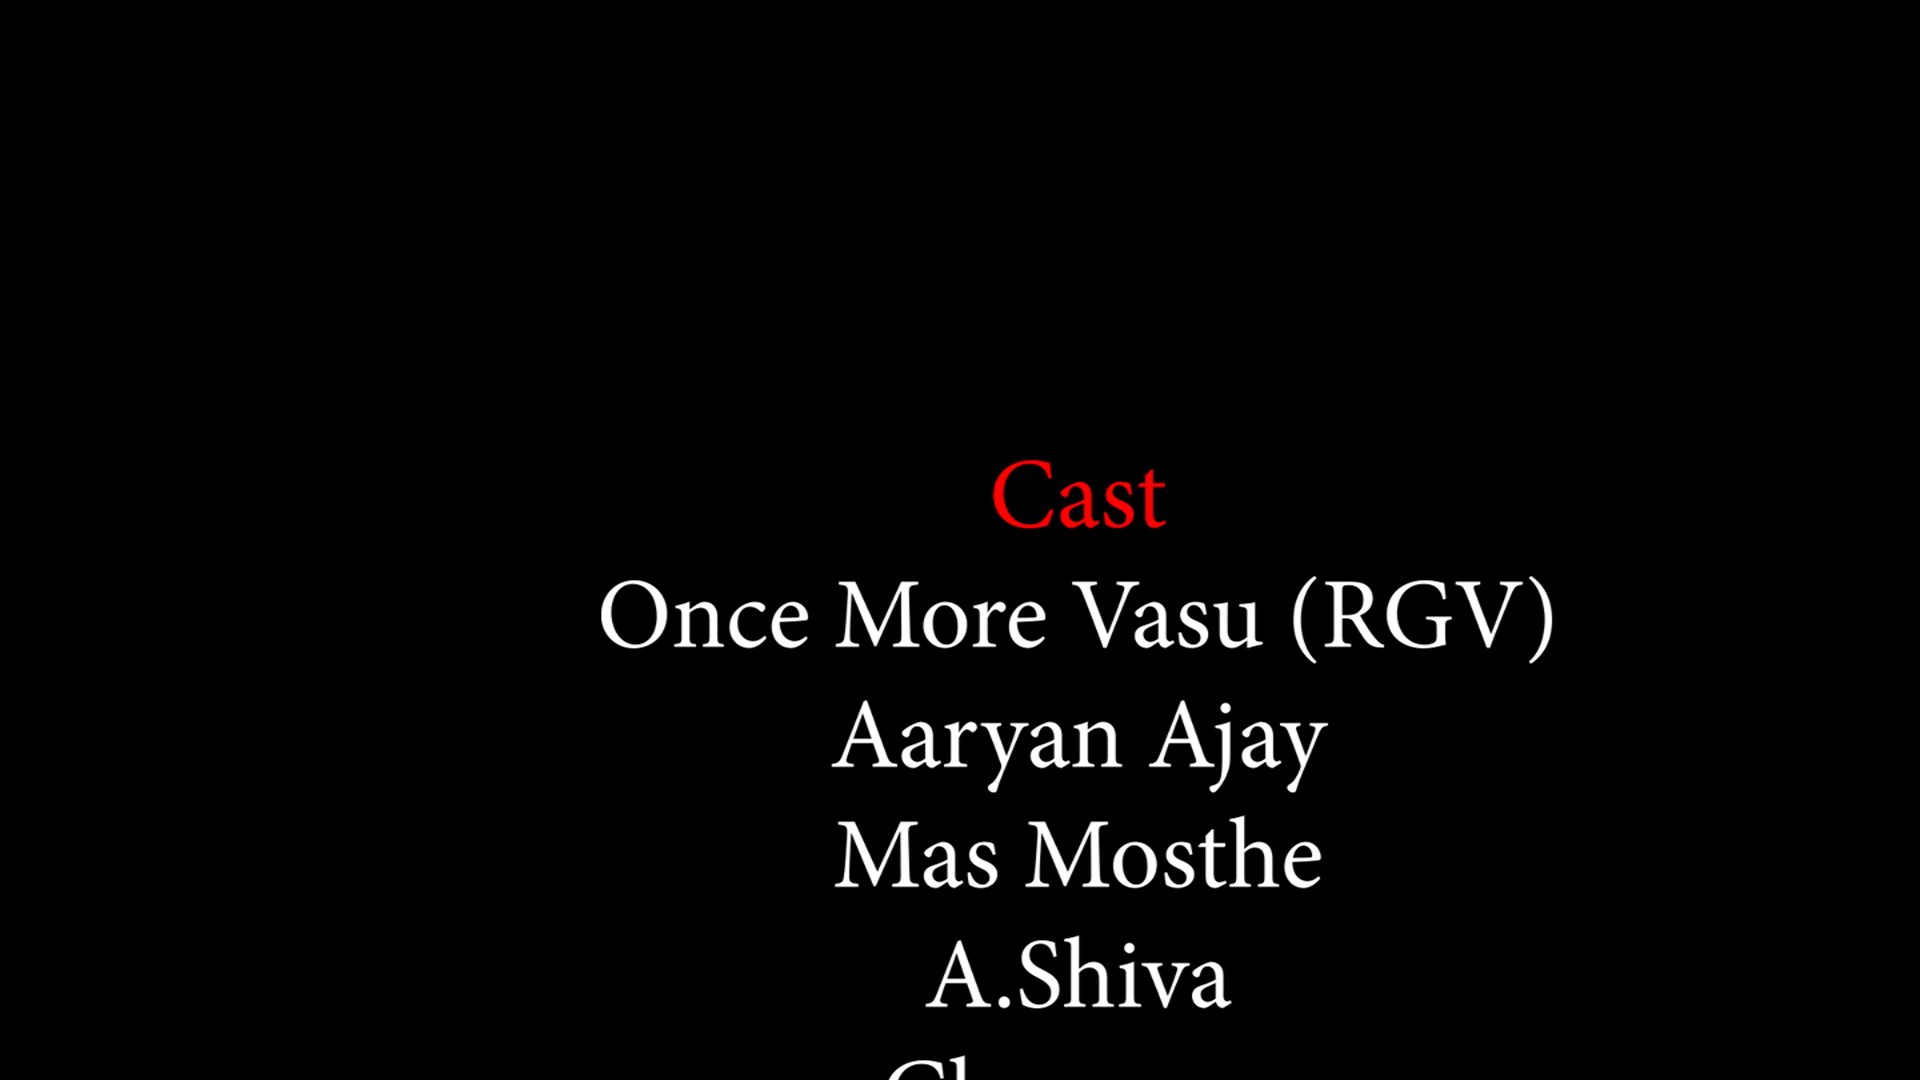 Cast
Once More Vasu (RGV)
Aaryan Ajay
Mas Mosthe
A.Shiva